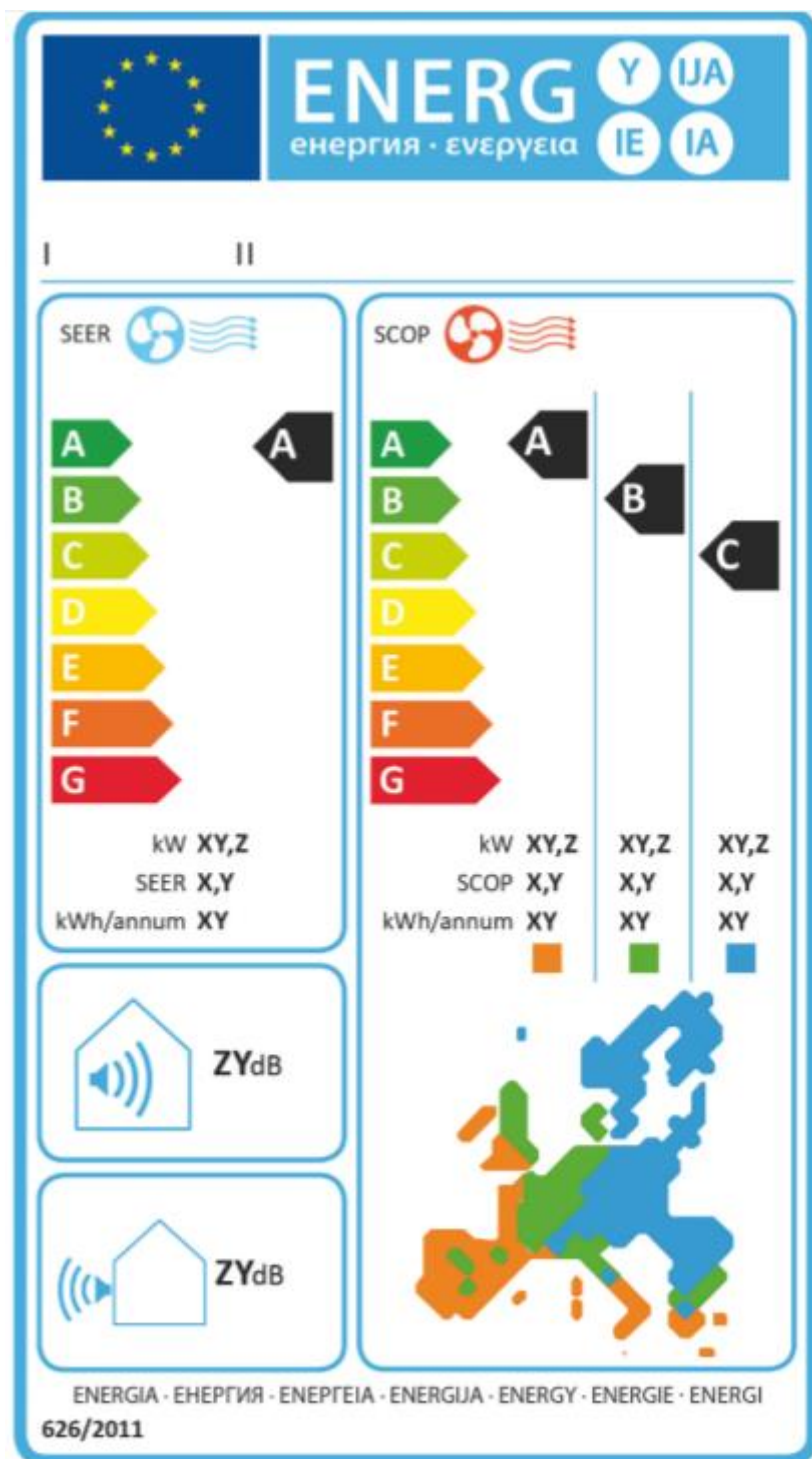 ENERG Y IJA
енергия · ενεργεια IE IA
I II
SEER
A A
B
C
D
E
F
G
kW XY,Z
SEER X,Y
kWh/annum XY
SCOP
A A
B B
C C
D
E
F
G
kW XY,Z XY,Z XY,Z
SCOP X,Y X,Y X,Y
kWh/annum XY XY XY
ZYdB
ZYdB
ENERGIA · ЕНЕРГИЯ · ΕΝΕΡΓΕΙΑ · ENERGIJA · ENERGY · ENERGIE · ENERGI
626/2011